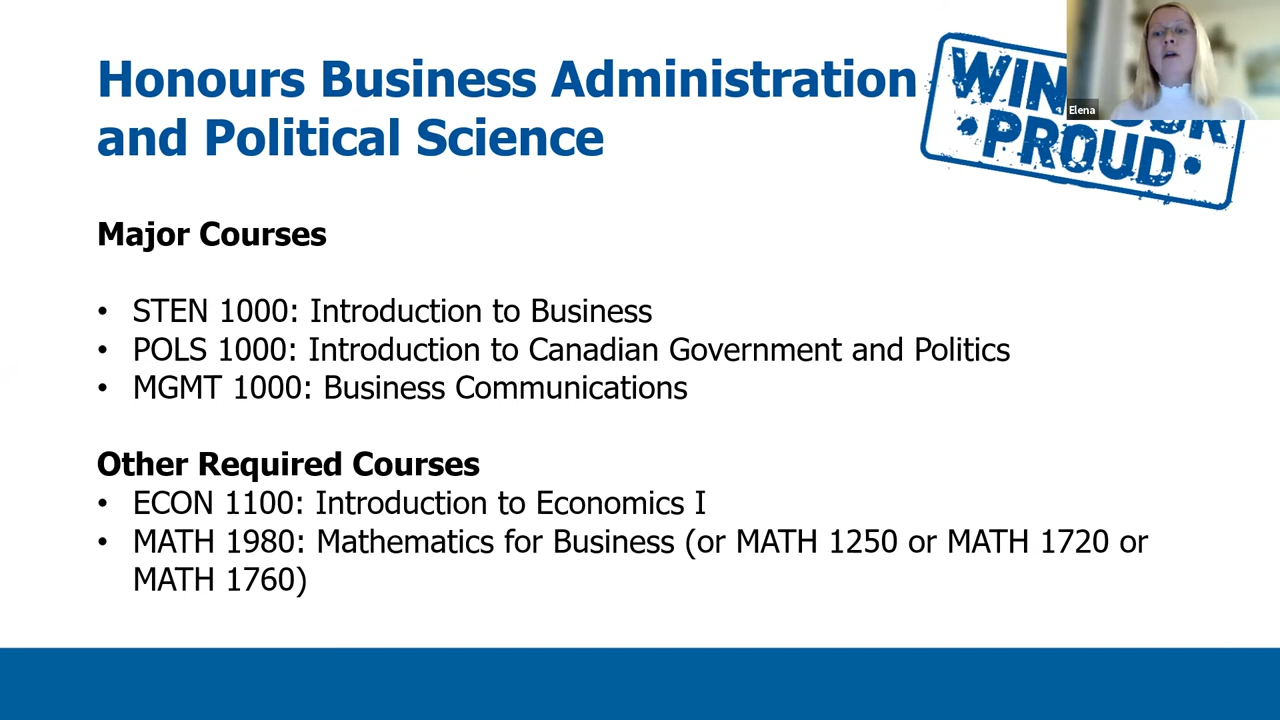 Honours Business Administration
and Political Science
WIN
UR
PROUD
Elena
Major Courses
• STEN 1000: Introduction to Business
• POLS 1000: Introduction to Canadian Government and Politics
• MGMT 1000: Business Communications
Other Required Courses
• ECON 1100: Introduction to Economics I
• MATH 1980: Mathematics for Business (or MATH 1250 or MATH 1720 or
MATH 1760)